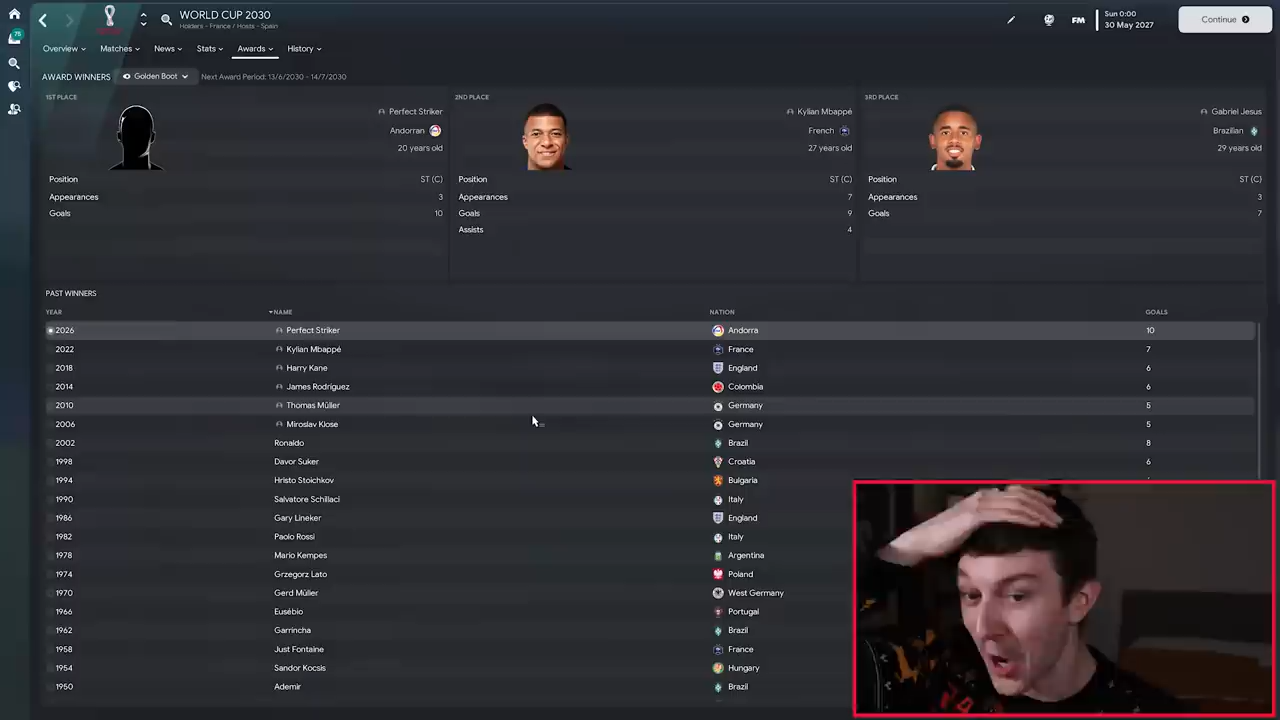 WORLD CUP 2030
Holders - France / Hosts - Spain
75
FM
Sun 0:00
30 May 2027
Continue
Overview
Matches
News
Stats
Awards
History
AWARD WINNERS
Golden Boot
Next Award Period: 13/6/2030 - 14/7/2030
1ST PLACE
Perfect Striker
Andorran
20 years old
Position ST (C)
Appearances 3
Goals 10
2ND PLACE
Kylian Mbappé
French
27 years old
Position ST (C)
Appearances 7
Goals 9
Assists 4
3RD PLACE
Gabriel Jesus
Brazilian
29 years old
Position ST (C)
Appearances 3
Goals 7
PAST WINNERS
YEAR NAME NATION GOALS
2026 Perfect Striker Andorra 10
2022 Kylian Mbappé France 7
2018 Harry Kane England 6
2014 James Rodríguez Colombia 6
2010 Thomas Müller Germany 5
2006 Miroslav Klose Germany 5
2002 Ronaldo Brazil 8
1998 Davor Suker Croatia 6
1994 Hristo Stoichkov Bulgaria
1990 Salvatore Schillaci Italy
1986 Gary Lineker England
1982 Paolo Rossi Italy
1978 Mario Kempes Argentina
1974 Grzegorz Lato Poland
1970 Gerd Müller West Germany
1966 Eusébio Portugal
1962 Garrincha Brazil
1958 Just Fontaine France
1954 Sandor Kocsis Hungary
1950 Ademir Brazil